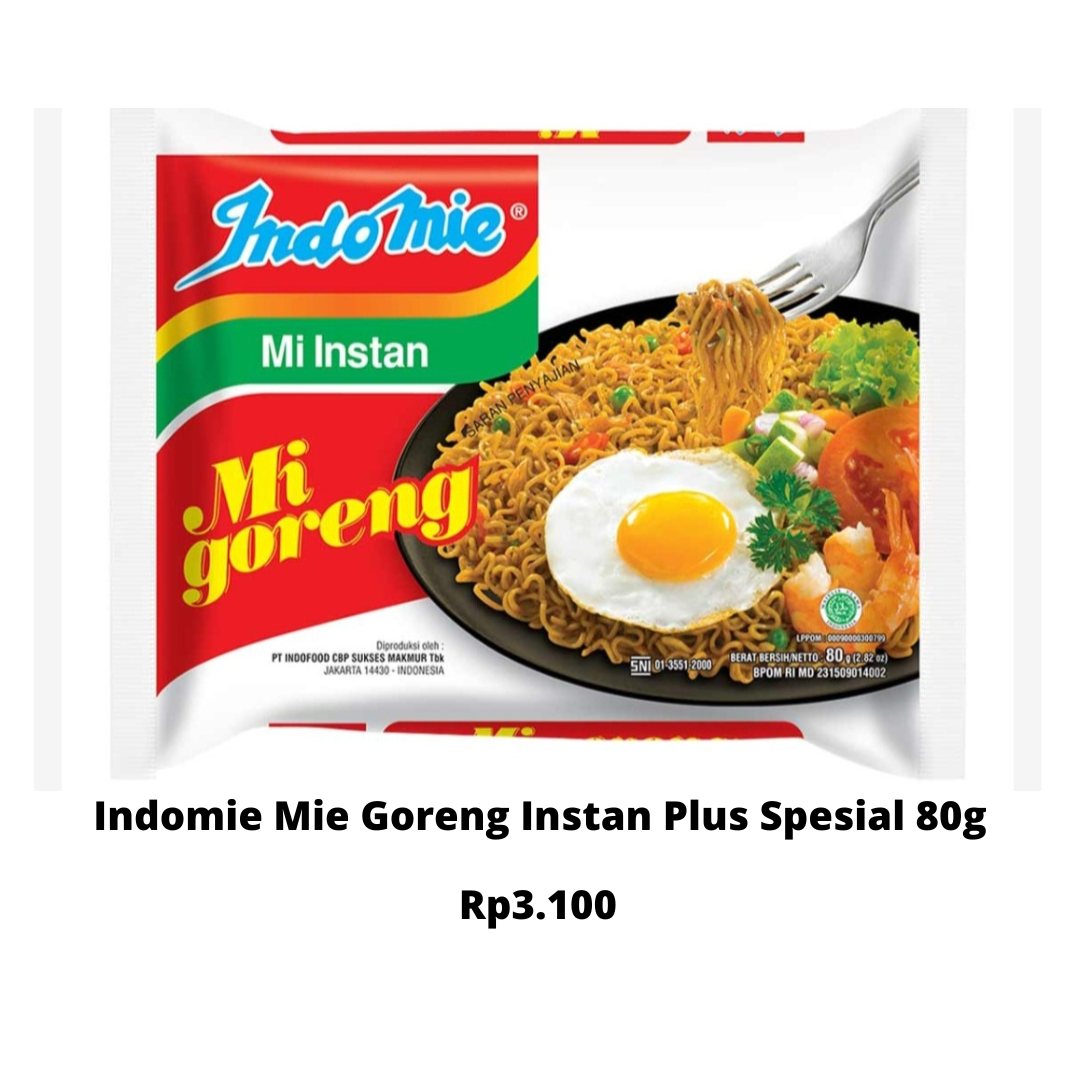 Indomie®
Mi Instan
Mi
goreng
SARAN PENYAJIAN
Diproduksi oleh :
PT INDOFOOD CBP SUKSES MAKMUR Tbk
JAKARTA 14430 - INDONESIA
LPPOM: 00090000300799
SNI 01-3551-2000
BERAT BERSIH/NETTO : 80 g (2.82 oz)
BPOM RI MD 231509014002
Indomie Mie Goreng Instan Plus Spesial 80g
Rp3.100